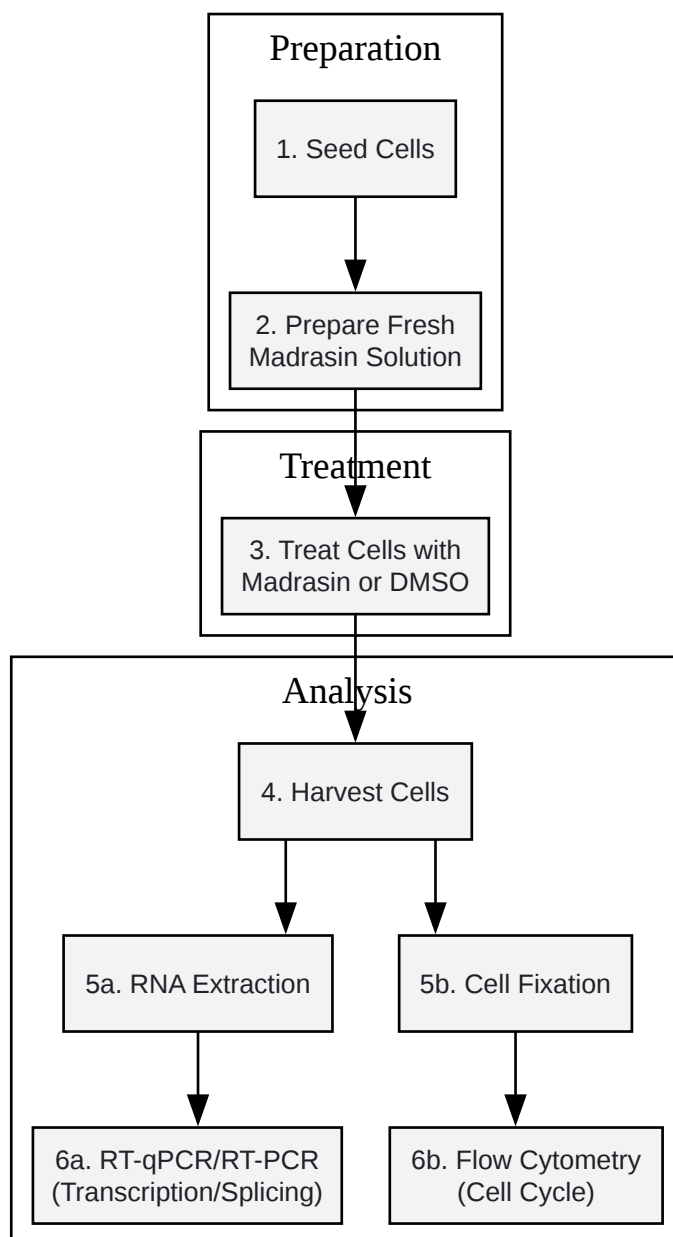 Preparation
1. Seed Cells
2. Prepare Fresh
Madrasin Solution
Treatment
3. Treat Cells with
Madrasin or DMSO
Analysis
4. Harvest Cells
5a. RNA Extraction
5b. Cell Fixation
6a. RT-qPCR/RT-PCR
(Transcription/Splicing)
6b. Flow Cytometry
(Cell Cycle)